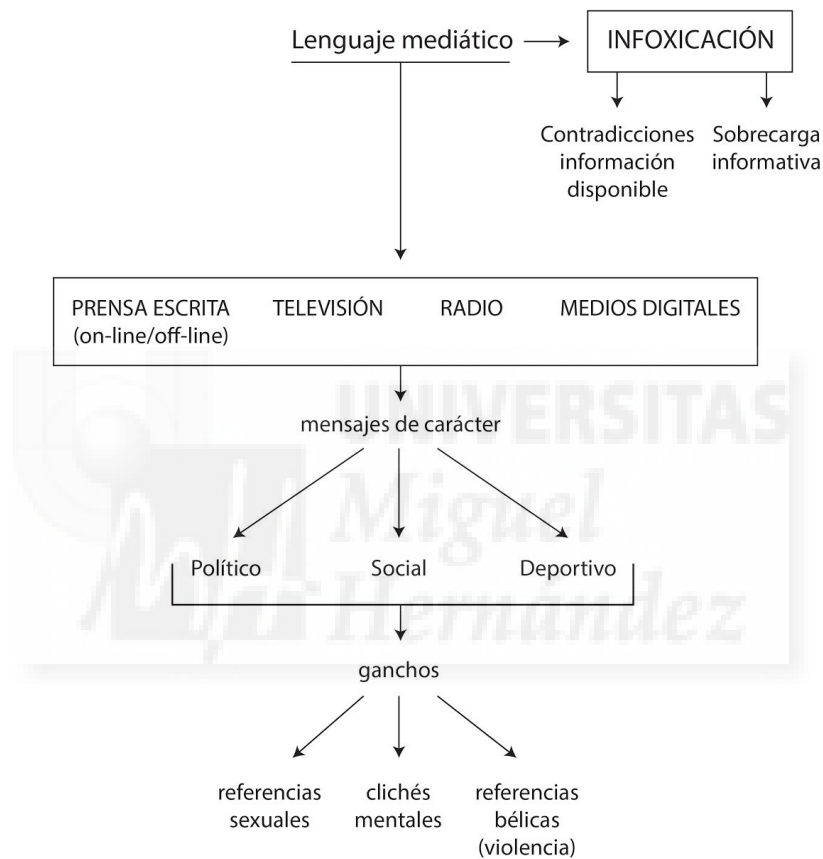 Lenguaje mediático
INFOXICACIÓN
Contradicciones
información
disponible
Sobrecarga
informativa
PRENSA ESCRITA
(on-line/off-line)
TELEVISIÓN
RADIO
MEDIOS DIGITALES
UNIVERSITAS
Miguel
Hernández
mensajes de carácter
Político
Social
Deportivo
ganchos
referencias
sexuales
clichés
mentales
referencias
bélicas
(violencia)